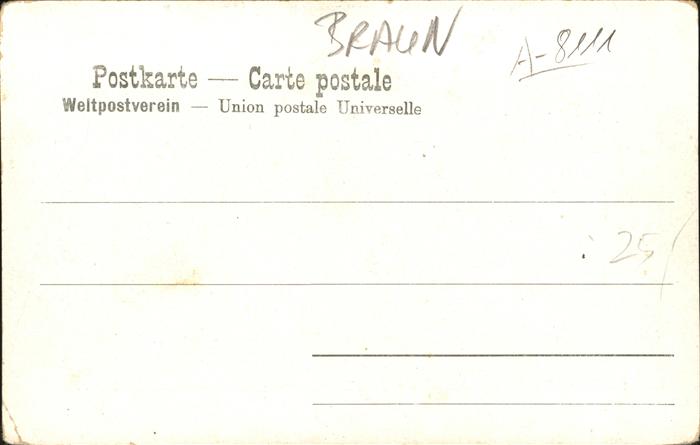 BRAUN
A-8111
Postkarte — Carte postale
Weltpostverein — Union postale Universelle
25